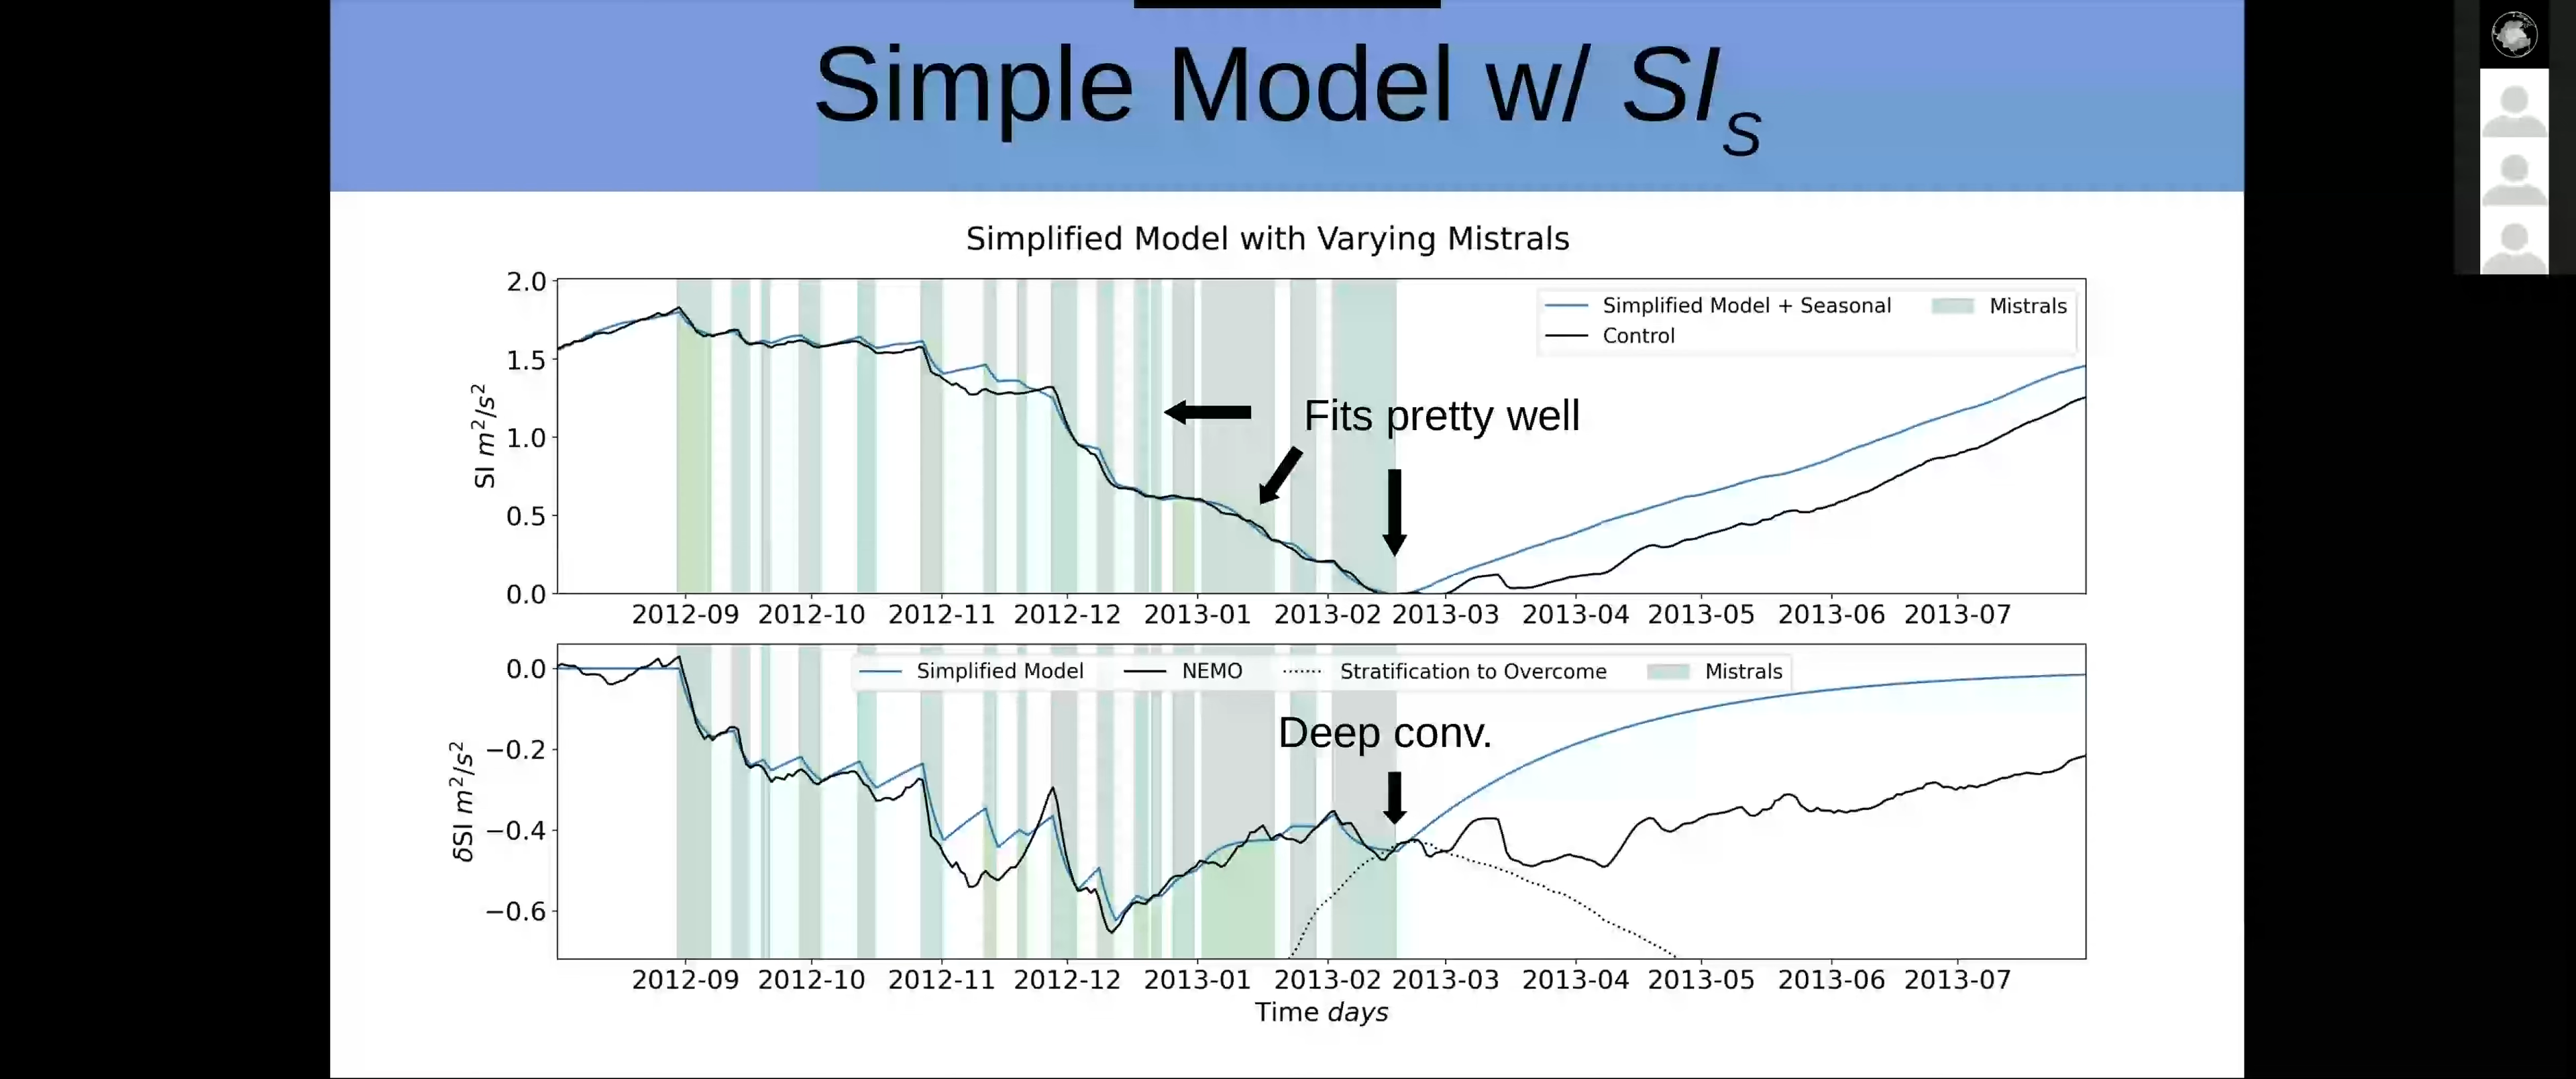 Simple Model w/ SI_S
Simplified Model with Varying Mistrals
2.0
1.5
1.0
0.5
0.0
SI m²/s²
Simplified Model + Seasonal
Mistrals
Control
Fits pretty well
2012-09 2012-10 2012-11 2012-12 2013-01 2013-02 2013-03 2013-04 2013-05 2013-06 2013-07
0.0
−0.2
−0.4
−0.6
δSI m²/s²
Simplified Model NEMO Stratification to Overcome Mistrals
Deep conv.
2012-09 2012-10 2012-11 2012-12 2013-01 2013-02 2013-03 2013-04 2013-05 2013-06 2013-07
Time days